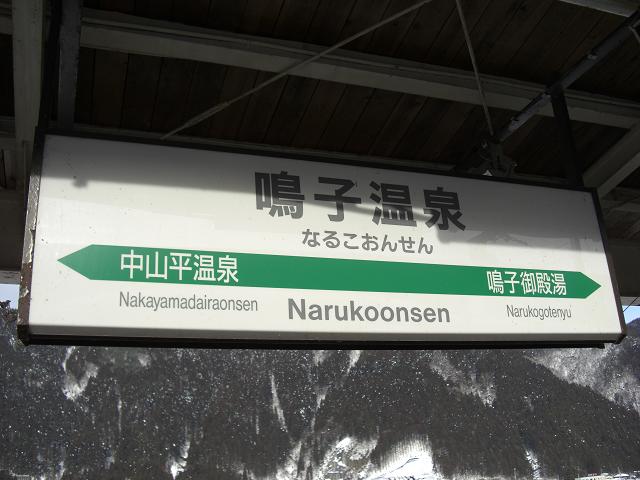 鳴子温泉
なるこおんせん
中山平温泉 鳴子御殿湯
Nakayamadairaonsen Narukoonsen Narukogotenyu